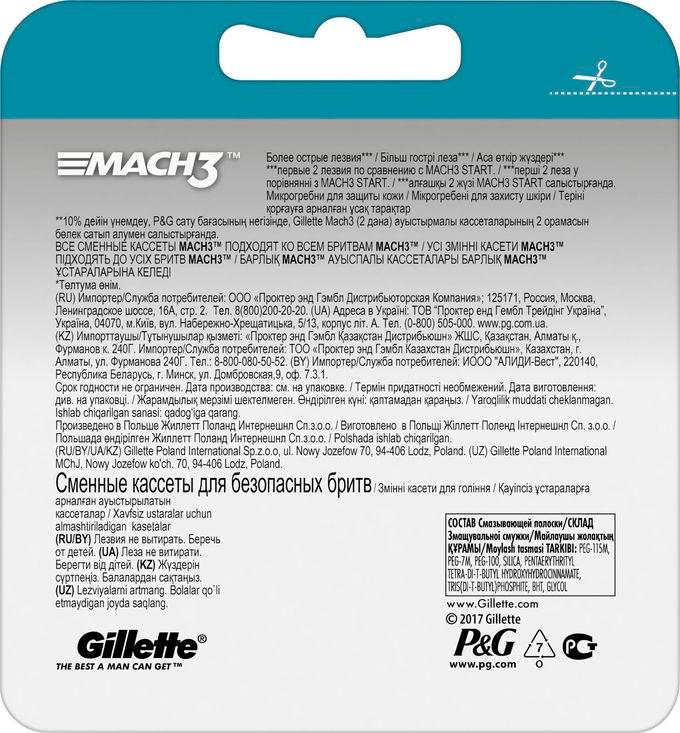 MACH3™
Более острые лезвия*** / Більш гострі леза*** / Аса өткір жүздері***
***первые 2 лезвия по сравнению с MACH3 START. / ***перші 2 леза у
порівнянні з MACH3 START. / ***алғашқы 2 жүзі MACH3 START салыстырғанда.
Микрогребни для защиты кожи / Мікрогребені для захисту шкіри / Теріні
қорғауға арналған ұсақ тарақтар
**10% дейін үнемдеу, P&G сату бағасының негізінде, Gillette Mach3 (2 дана) ауыстырмалы кассеталарының 2 орамасын
бөлек сатып алумен салыстырғанда.
ВСЕ СМЕННЫЕ КАССЕТЫ MACH3™ ПОДХОДЯТ КО ВСЕМ БРИТВАМ MACH3™ / УСІ ЗМІННІ КАСЕТИ MACH3™
ПІДХОДЯТЬ ДО УСІХ БРИТВ MACH3™ / БАРЛЫҚ MACH3™ АУЫСПАЛЫ КАССЕТАЛАРЫ БАРЛЫҚ MACH3™
ҰСТАРАЛАРЫНА КЕЛЕДІ
*Төлтума өнім.
(RU) Импортер/Служба потребителей: ООО «Проктер энд Гэмбл Дистрибьюторская Компания»; 125171, Россия, Москва,
Ленинградское шоссе, 16А, стр. 2. Тел. 8(800)200-20-20. (UA) Адреса в Україні: ТОВ "Проктер енд Гембл Трейдінг Україна",
Україна, 04070, м.Київ, вул. Набережно-Хрещатицька, 5/13, корпус літ. А. Тел. (0-800) 505-000. www.pg.com.ua.
(KZ) Импорттаушы/Тұтынушылар қызметі: «Проктер энд Гэмбл Қазақстан Дистрибьюшн» ЖШС, Қазақстан, Алматы қ.,
Фурманов к. 240Г. Импортер/Служба потребителей: ТОО «Проктер энд Гэмбл Казахстан Дистрибьюшн», Казахстан, г.
Алматы, ул. Фурманова 240Г. Тел.: 8-800-080-50-52. (BY) Импортер/Служба потребителей: ИООО "АЛИДИ-Вест", 220140,
Республика Беларусь, г. Минск, ул. Домбровская,9, оф. 7.3.1.
Срок годности не ограничен. Дата производства: см. на упаковке. / Термін придатності необмежений. Дата виготовлення:
див. на упаковці. / Жарамдылық мерзімі шектелмеген. Өндірілген күні: қаптамадан қараңыз. / Yaroqlilik muddati cheklanmagan.
Ishlab chiqarilgan sanasi: qadog'iga qarang.
Произведено в Польше Жиллетт Поланд Интернешнл Сп.з.о.о. / Виготовлено в Польщі Жиллетт Поленд Інтернешнл Сп. з о.о. /
Польшада өндірілген Жиллетт Поланд Интернешнл Сп.з.о.о. / Polshada ishlab chiqarilgan.
(RU/BY/UA/KZ) Gillette Poland International Sp.z.o.o, ul. Nowy Jozefow 70, 94-406 Lodz, Poland. (UZ) Gillette Poland International
MChJ, Nowy Jozefow ko'ch. 70, 94-406 Lodz, Poland.
Сменные кассеты для безопасных бритв / Змінні касети для гоління / Қауіпсіз ұстараларға
арналған ауыстырылатын
кассеталар / Xavfsiz ustaralar uchun
almashtiriladigan kasetalar
(RU/BY) Лезвия не вытирать. Беречь
от детей. (UA) Леза не витирати.
Берегти від дітей. (KZ) Жүздерін
сүртпеңіз. Балалардан сақтаңыз.
(UZ) Lezviyalarni artmang. Bolalar qo`li
etmaydigan joyda saqlang.
СОСТАВ Смазывающей полоски/СКЛАД
Змащувальної смужки/Майлаушы жолақтың
ҚҰРАМЫ/Moylash tasmasi TARKIBI: PEG-115M,
PEG-7M, PEG-100, SILICA, PENTAERYTHRITYL
TETRA-DI-T-BUTYL HYDROXYHYDROCINNAMATE,
TRIS(DI-T-BUTYL)PHOSPHITE, BHT, GLYCOL
www.Gillette.com
© 2017 Gillette
Gillette®
THE BEST A MAN CAN GET™
P&G
www.pg.com
7
O
РСТ